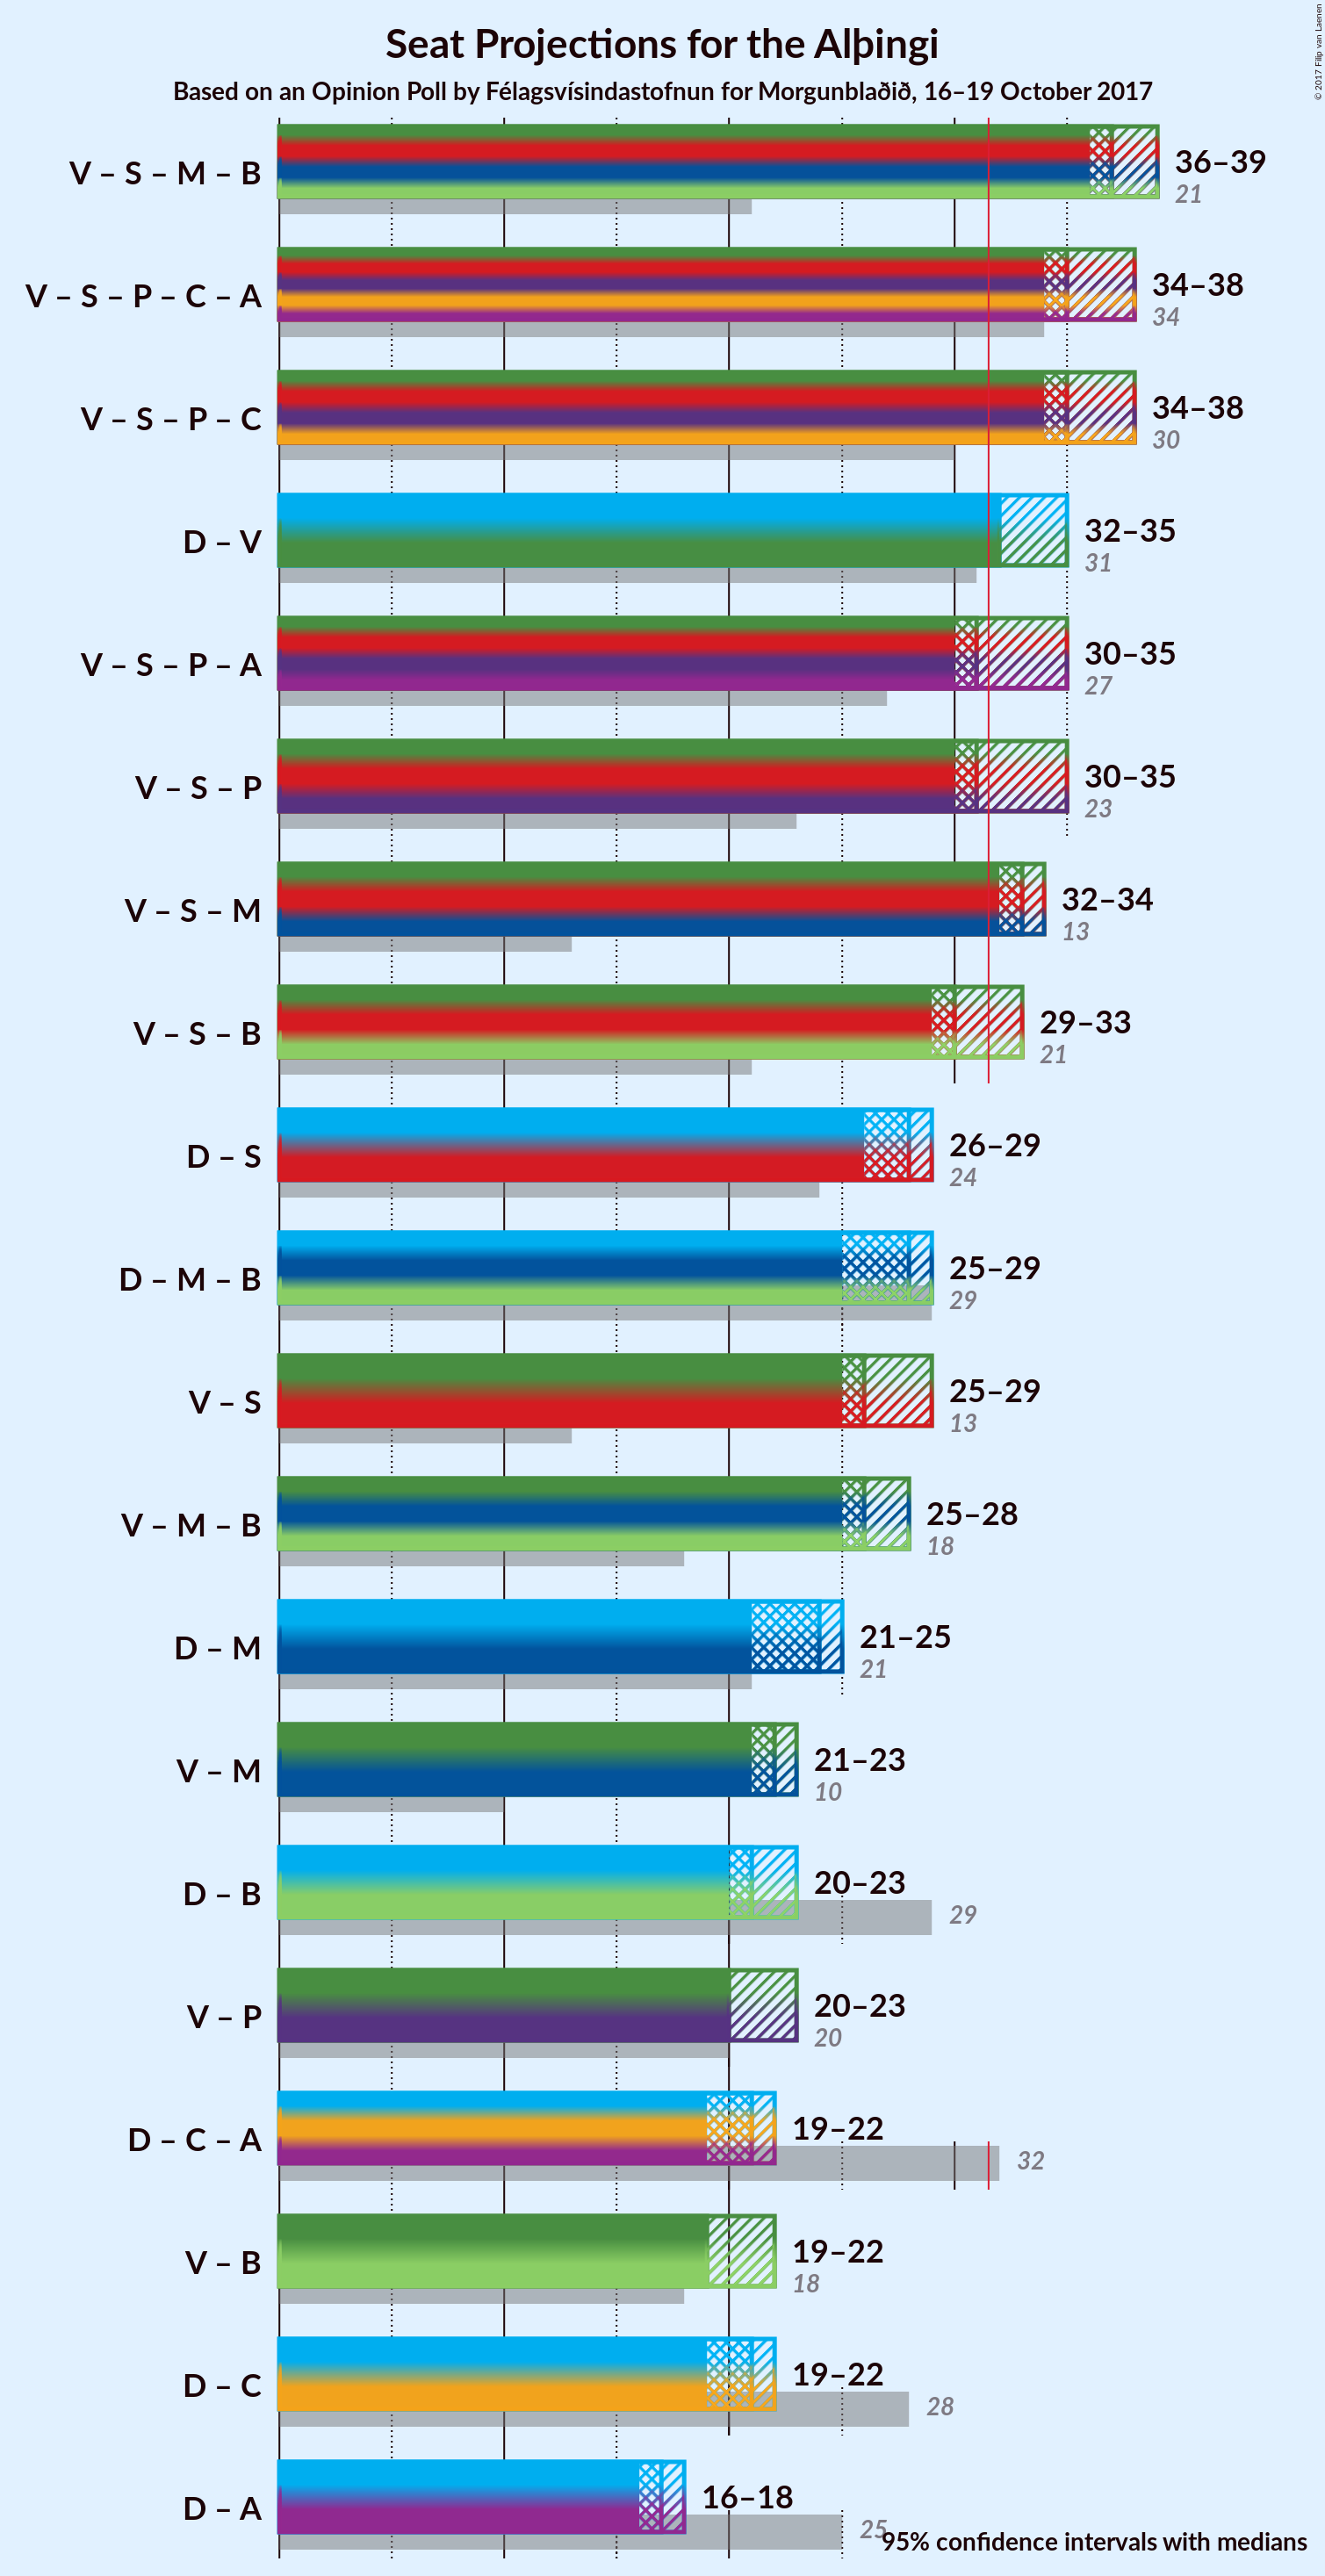 © 2017 Filip van Laenen
Seat Projections for the Alþingi
Based on an Opinion Poll by Félagsvísindastofnun for Morgunblaðið, 16–19 October 2017
V – S – M – B
36–39
21
V – S – P – C – A
34–38
34
V – S – P – C
34–38
30
D – V
32–35
31
V – S – P – A
30–35
27
V – S – P
30–35
23
V – S – M
32–34
13
V – S – B
29–33
21
D – S
26–29
24
D – M – B
25–29
29
V – S
25–29
13
V – M – B
25–28
18
D – M
21–25
21
V – M
21–23
10
D – B
20–23
29
V – P
20–23
20
D – C – A
19–22
32
V – B
19–22
18
D – C
19–22
28
D – A
16–18
25
95% confidence intervals with medians